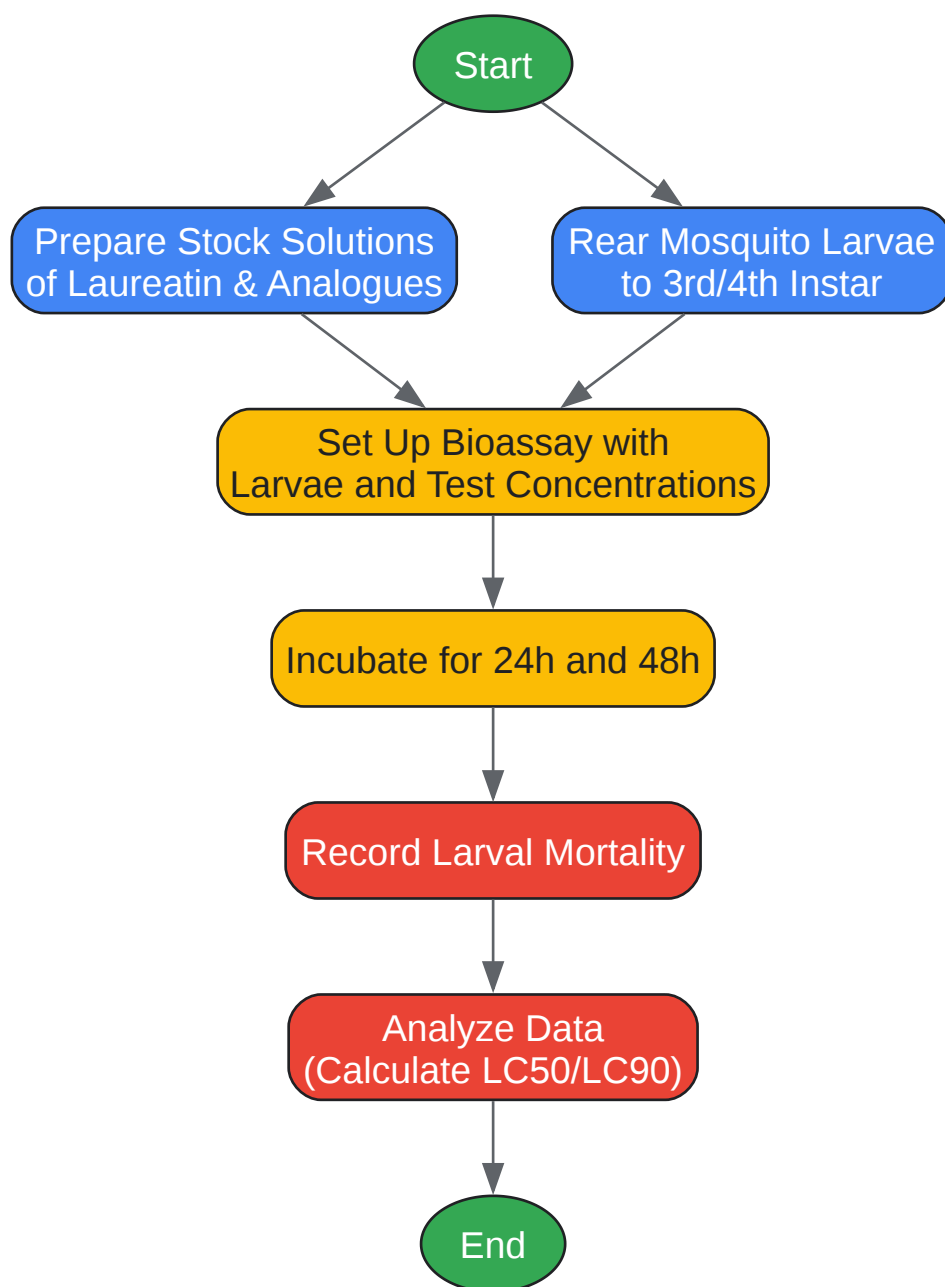 Start
Prepare Stock Solutions
of Laureatin & Analogues
Rear Mosquito Larvae
to 3rd/4th Instar
Set Up Bioassay with
Larvae and Test Concentrations
Incubate for 24h and 48h
Record Larval Mortality
Analyze Data
(Calculate LC50/LC90)
End